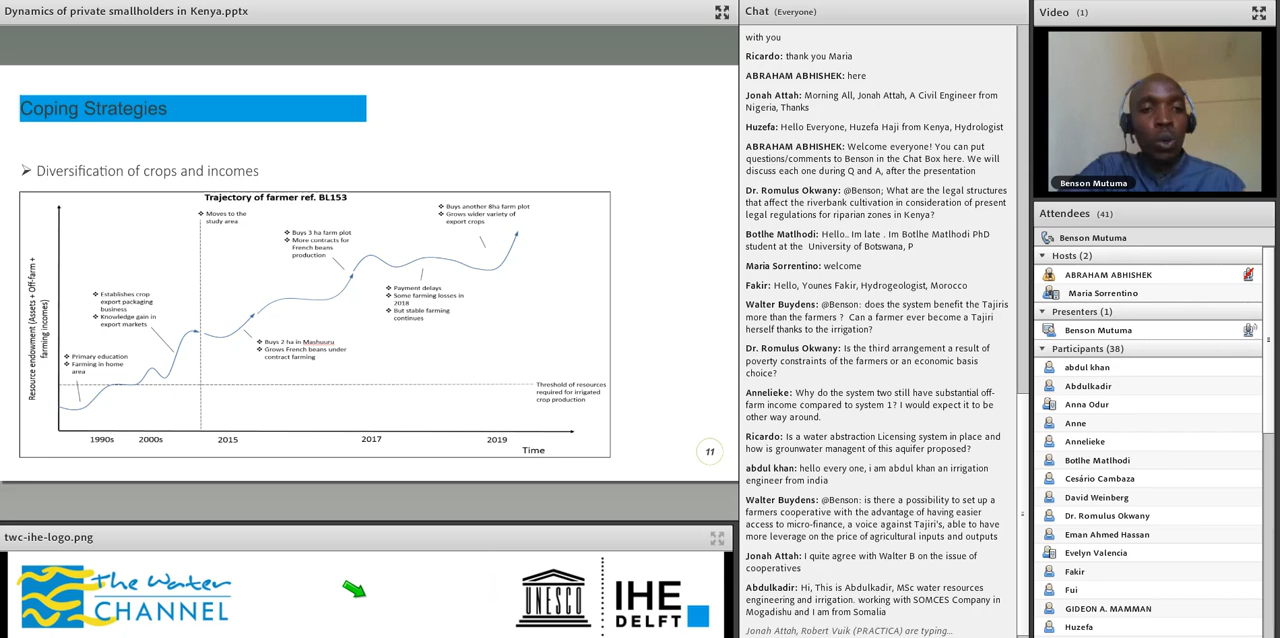 Dynamics of private smallholders in Kenya.pptx
Coping Strategies
➢ Diversification of crops and incomes
Trajectory of farmer ref. BL153
Resource endowment (Assets + Off-farm +
farming incomes)
❖ Primary education
❖ Farming in home
area
❖ Establishes crop
export packaging
business
❖ Knowledge gain in
export markets
❖ Moves to the
study area
❖ Buys 2 ha in Mashuuru
❖ Grows French beans under
contract farming
❖ Buys 3 ha farm plot
❖ More contracts for
French beans
production
❖ Payment delays
❖ Some farming losses in
2018
❖ But stable farming
continues
❖ Buys another 8ha farm plot
❖ Grows wider variety of
export crops
Threshold of resources
required for irrigated
crop production
1990s 2000s 2015 2017 2019
Time
11
twc-ihe-logo.png
The Water
CHANNEL
UNESCO
IHE
DELFT
Chat (Everyone)
with you
Ricardo: thank you Maria
ABRAHAM ABHISHEK: here
Jonah Attah: Morning All, Jonah Attah, A Civil Engineer from
Nigeria, Thanks
Huzefa: Hello Everyone, Huzefa Haji from Kenya, Hydrologist
ABRAHAM ABHISHEK: Welcome everyone! You can put
questions/comments to Benson in the Chat Box here. We will
discuss each one during Q and A, after the presentation
Dr. Romulus Okwany: @Benson; What are the legal structures
that affect the riverbank cultivation in consideration of present
legal regulations for riparian zones in Kenya?
Botlhe Matlhodi: Hello.. Im late . Im Botlhe Matlhodi PhD
student at the University of Botswana, P
Maria Sorrentino: welcome
Fakir: Hello, Younes Fakir, Hydrogeologist, Morocco
Walter Buydens: @Benson: does the system benefit the Tajiris
more than the farmers ? Can a farmer ever become a Tajiri
herself thanks to the irrigation?
Dr. Romulus Okwany: Is the third arrangement a result of
poverty constraints of the farmers or an economic basis
choice?
Annelieke: Why do the system two still have substantial off-
farm income compared to system 1? I would expect it to be
other way around.
Ricardo: Is a water abstraction Licensing system in place and
how is grounwater managent of this aquifer proposed?
abdul khan: hello every one, i am abdul khan an irrigation
engineer from india
Walter Buydens: @Benson: is there a possibility to set up a
farmers cooperative with the advantage of having easier
access to micro-finance, a voice against Tajiri's, able to have
more leverage on the price of agricultural inputs and outputs
Jonah Attah: I quite agree with Walter B on the issue of
cooperatives
Abdulkadir: Hi, This is Abdulkadir, MSc water resources
engineering and irrigation. working with SOMCES Company in
Mogadishu and I am from Somalia
Jonah Attah, Robert Vuik (PRACTICA) are typing...
Video (1)
Benson Mutuma
Attendees (41)
Benson Mutuma
Hosts (2)
ABRAHAM ABHISHEK
Maria Sorrentino
Presenters (1)
Benson Mutuma
Participants (38)
abdul khan
Abdulkadir
Anna Odur
Anne
Annelieke
Botlhe Matlhodi
Cesário Cambaza
David Weinberg
Dr. Romulus Okwany
Eman Ahmed Hassan
Evelyn Valencia
Fakir
Fui
GIDEON A. MAMMAN
Huzefa